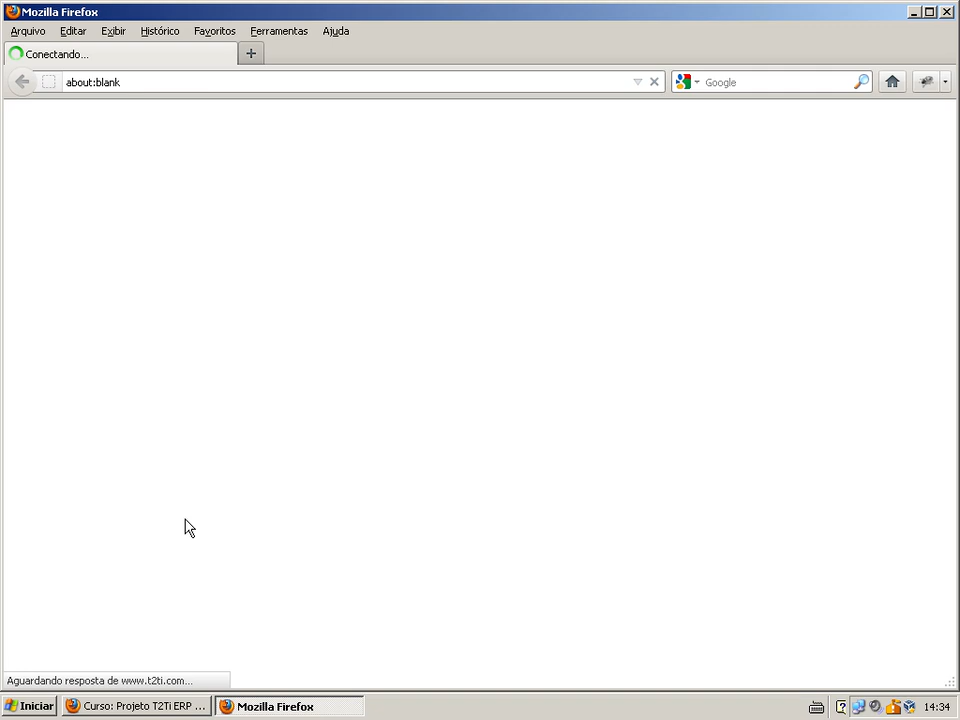 Mozilla Firefox
Arquivo Editar Exibir Histórico Favoritos Ferramentas Ajuda
Conectando...
about:blank Google
Aguardando resposta de www.t2ti.com...
Iniciar Curso: Projeto T2Ti ERP ... Mozilla Firefox 14:34